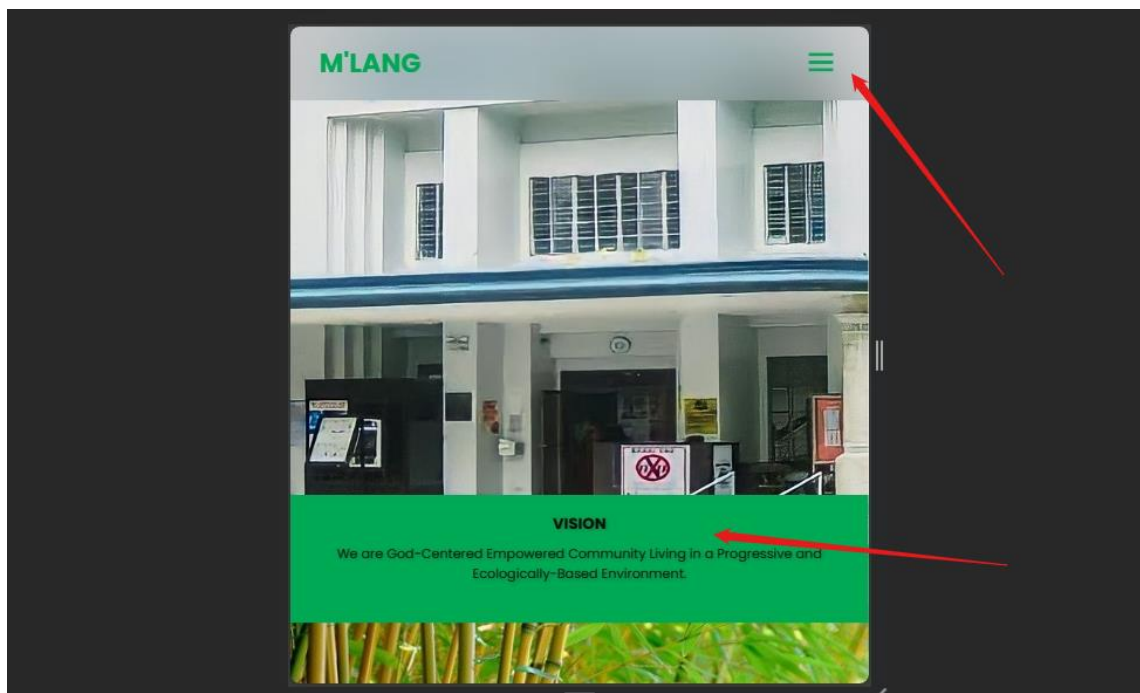 M'LANG
VISION
We are God-Centered Empowered Community Living in a Progressive and
Ecologically-Based Environment.